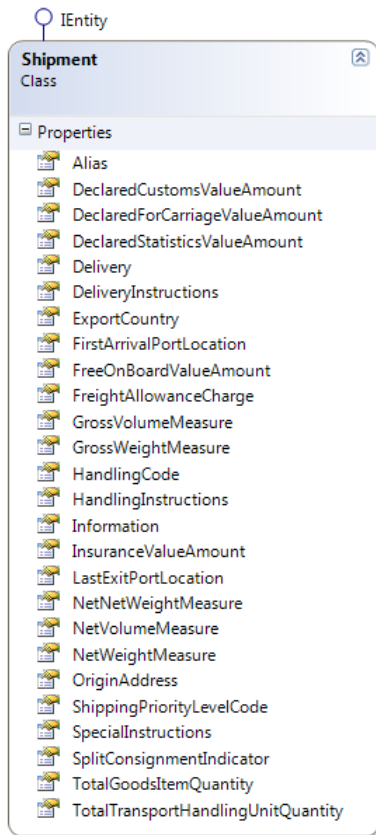 IEntity
Shipment
Class
Properties
Alias
DeclaredCustomsValueAmount
DeclaredForCarriageValueAmount
DeclaredStatisticsValueAmount
Delivery
DeliveryInstructions
ExportCountry
FirstArrivalPortLocation
FreeOnBoardValueAmount
FreightAllowanceCharge
GrossVolumeMeasure
GrossWeightMeasure
HandlingCode
HandlingInstructions
Information
InsuranceValueAmount
LastExitPortLocation
NetNetWeightMeasure
NetVolumeMeasure
NetWeightMeasure
OriginAddress
ShippingPriorityLevelCode
SpecialInstructions
SplitConsignmentIndicator
TotalGoodsItemQuantity
TotalTransportHandlingUnitQuantity